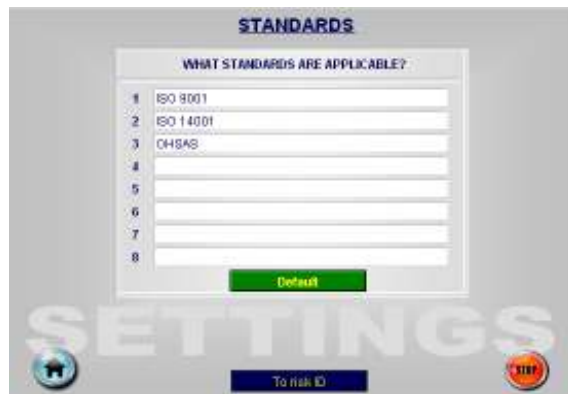 STANDARDS
WHAT STANDARDS ARE APPLICABLE?
1 ISO 9001
2 ISO 14001
3 OHSAS
4
5
6
7
8
Default
SETTINGS
To risk ID
STOP